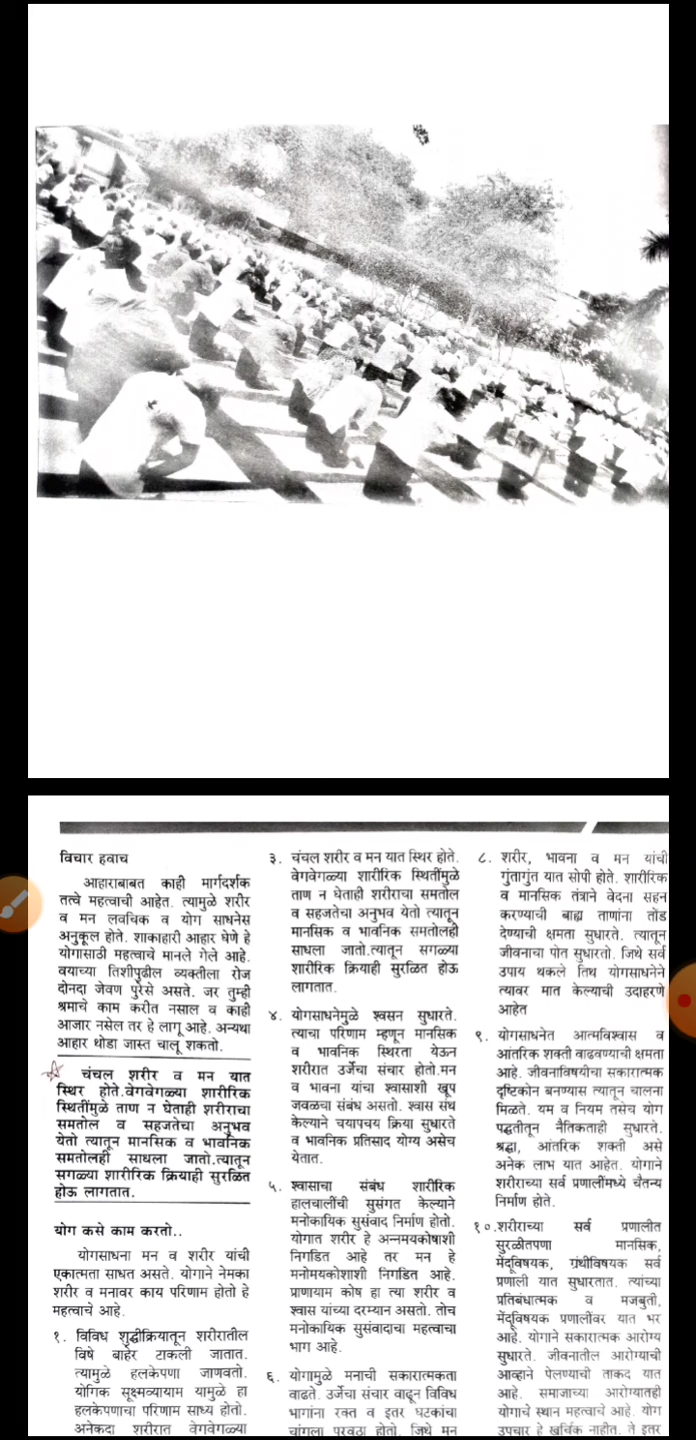 विचार हवाच
आहाराबाबत काही मार्गदर्शक
तत्वे महत्वाची आहेत. त्यामुळे शरीर
व मन लवचिक व योग साधनेस
अनुकूल होते. शाकाहारी आहार घेणे हे
योगासाठी महत्वाचे मानले गेले आहे.
वयाच्या तिशीपुढील व्यक्तीला रोज
दोनदा जेवण पुरेसे असते. जर तुम्ही
श्रमाचे काम करीत नसाल व काही
आजार नसेल तर हे लागू आहे. अन्यथा
आहार थोडा जास्त चालू शकतो.
चंचल शरीर व मन यात
स्थिर होते.वेगवेगळ्या शारीरिक
स्थितींमुळे ताण न घेताही शरीराचा
समतोल व सहजतेचा अनुभव
येतो त्यातून मानसिक व भावनिक
समतोलही साधला जातो.त्यातून
सगळ्या शारीरिक क्रियाही सुरळित
होऊ लागतात.
योग कसे काम करतो..
योगसाधना मन व शरीर यांची
एकात्मता साधत असते. योगाने नेमका
शरीर व मनावर काय परिणाम होतो हे
महत्वाचे आहे.
१. विविध शुद्धीक्रियातून शरीरातील
विषे बाहेर टाकली जातात.
त्यामुळे हलकेपणा जाणवतो.
यौगिक सूक्ष्मव्यायाम यामुळे हा
हलकेपणाचा परिणाम साध्य होतो.
अनेकदा शरीरात वेगवेगळ्या
३. चंचल शरीर व मन यात स्थिर होते.
वेगवेगळ्या शारीरिक स्थितींमुळे
ताण न घेताही शरीराचा समतोल
व सहजतेचा अनुभव येतो त्यातून
मानसिक व भावनिक समतोलही
साधला जातो.त्यातून सगळ्या
शारीरिक क्रियाही सुरळित होऊ
लागतात.
४. योगसाधनेमुळे श्वसन सुधारते.
त्याचा परिणाम म्हणून मानसिक
व भावनिक स्थिरता येऊन
शरीरात उर्जेचा संचार होतो.मन
व भावना यांचा श्वासाशी खूप
जवळचा संबंध असतो. श्वास संथ
केल्याने चयापचय क्रिया सुधारते
व भावनिक प्रतिसाद योग्य असेच
येतात.
५. श्वासाचा संबंध शारीरिक
हालचालींची सुसंगत केल्याने
मनोकायिक सुसंवाद निर्माण होतो.
योगात शरीर हे अन्नमयकोषाशी
निगडित आहे तर मन हे
मनोमयकोशाशी निगडित आहे.
प्राणायाम कोष हा त्या शरीर व
श्वास यांच्या दरम्यान असतो. तोच
मनोकायिक सुसंवादाचा महत्वाचा
भाग आहे.
६. योगामुळे मनाची सकारात्मकता
वाढते. उर्जेचा संचार वाढून विविध
भागांना रक्त व इतर घटकांचा
चांगला पुरवठा होतो. जिथे मन
८. शरीर, भावना व मन यांची
गुंतागुंत यात सोपी होते. शारीरिक
व मानसिक तंत्राने वेदना सहन
करण्याची बाह्य ताणांना तोंड
देण्याची क्षमता सुधारते. त्यातून
जीवनाचा पोत सुधारतो. जिथे सर्व
उपाय थकले तिथे योगसाधनेने
त्यावर मात केल्याची उदाहरणे
आहेत
९. योगसाधनेत आत्मविश्वास व
आंतरिक शक्ती वाढवण्याची क्षमता
आहे. जीवनाविषयीचा सकारात्मक
दृष्टिकोन बनण्यास त्यातून चालना
मिळते. यम व नियम तसेच योग
पद्धतीतून नैतिकताही सुधारते.
श्रद्धा, आंतरिक शक्ती असे
अनेक लाभ यात आहेत. योगाने
शरीराच्या सर्व प्रणालींमध्ये चैतन्य
निर्माण होते.
१०.शरीराच्या सर्व प्रणालीत
सुरळीतपणा मानसिक,
मेंदूविषयक, ग्रंथीविषयक सर्व
प्रणाली यात सुधारतात. त्यांच्या
प्रतिबंधात्मक व मजबुती,
मेंदूविषयक प्रणालींवर यात भर
आहे. योगाने सकारात्मक आरोग्य
सुधारते. जीवनातील आरोग्याची
आव्हाने पेलण्याची ताकद यात
आहे. समाजाच्या आरोग्यातही
योगाचे स्थान महत्वाचे आहे. योग
उपचार हे खर्चिक नाहीत. ते इतर